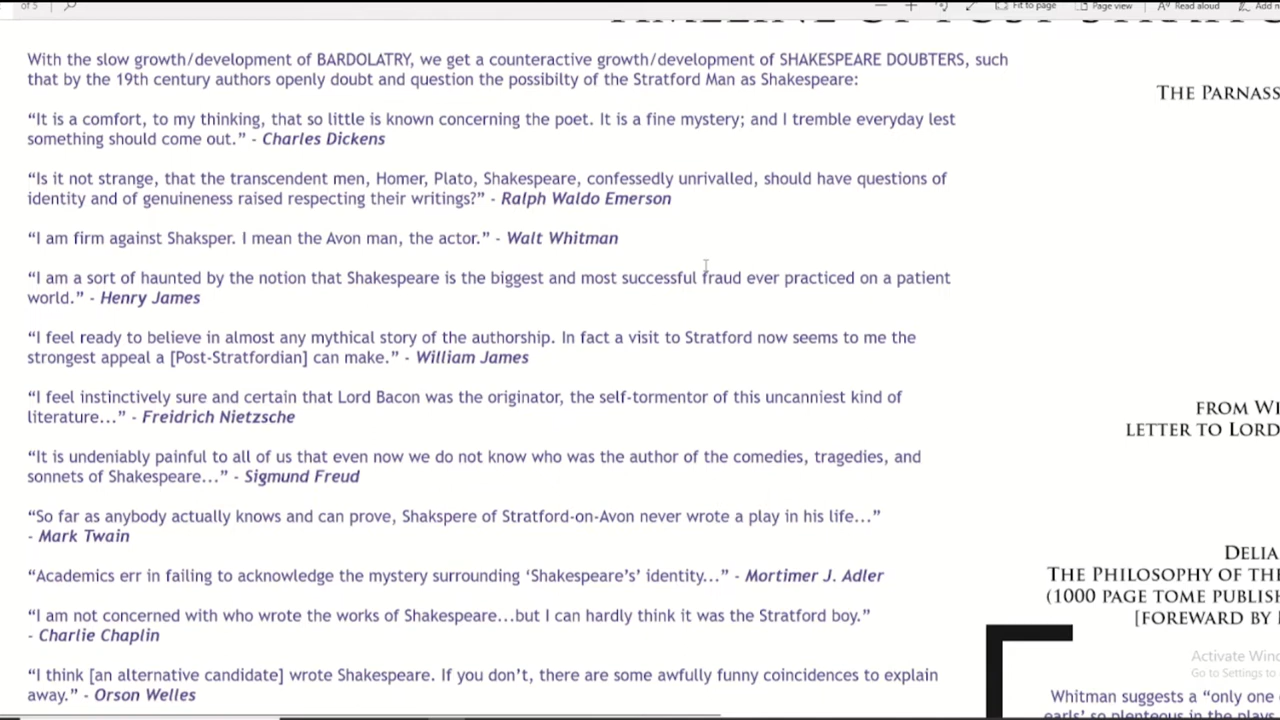 of 5
Fit to page
Page view
Read aloud
Add n
With the slow growth/development of BARDOLATRY, we get a counteractive growth/development of SHAKESPEARE DOUBTERS, such
that by the 19th century authors openly doubt and question the possibilty of the Stratford Man as Shakespeare:
“It is a comfort, to my thinking, that so little is known concerning the poet. It is a fine mystery; and I tremble everyday lest
something should come out.” - Charles Dickens
“Is it not strange, that the transcendent men, Homer, Plato, Shakespeare, confessedly unrivalled, should have questions of
identity and of genuineness raised respecting their writings?” - Ralph Waldo Emerson
“I am firm against Shaksper. I mean the Avon man, the actor.” - Walt Whitman
“I am a sort of haunted by the notion that Shakespeare is the biggest and most successful fraud ever practiced on a patient
world.” - Henry James
“I feel ready to believe in almost any mythical story of the authorship. In fact a visit to Stratford now seems to me the
strongest appeal a [Post-Stratfordian] can make.” - William James
“I feel instinctively sure and certain that Lord Bacon was the originator, the self-tormentor of this uncanniest kind of
literature...” - Freidrich Nietzsche
“It is undeniably painful to all of us that even now we do not know who was the author of the comedies, tragedies, and
sonnets of Shakespeare...” - Sigmund Freud
“So far as anybody actually knows and can prove, Shakspere of Stratford-on-Avon never wrote a play in his life...”
- Mark Twain
“Academics err in failing to acknowledge the mystery surrounding ‘Shakespeare’s’ identity...” - Mortimer J. Adler
“I am not concerned with who wrote the works of Shakespeare...but I can hardly think it was the Stratford boy.”
- Charlie Chaplin
“I think [an alternative candidate] wrote Shakespeare. If you don’t, there are some awfully funny coincidences to explain
away.” - Orson Welles
THE PARNASS
FROM WI
LETTER TO LORD
DELIA
THE PHILOSOPHY OF THE
(1000 PAGE TOME PUBLISH
[FOREWARD BY
Activate Wind
Go to Settings to
Whitman suggests a “only one
earls’ so plenteous in the plays